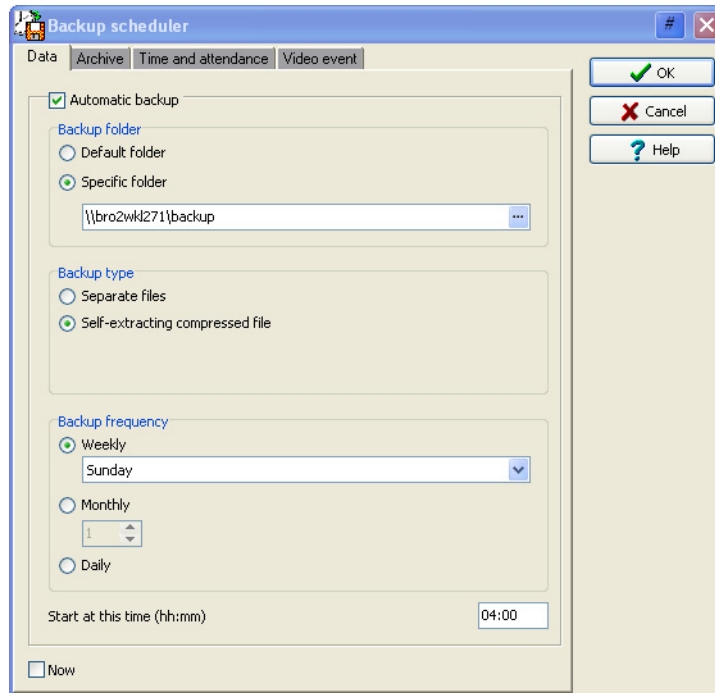 Backup scheduler #
Data Archive Time and attendance Video event
OK
Cancel
? Help
Automatic backup
Backup folder
Default folder
Specific folder
\\bro2wkl271\backup ...
Backup type
Separate files
Self-extracting compressed file
Backup frequency
Weekly
Sunday
Monthly
1
Daily
Start at this time (hh:mm) 04:00
Now